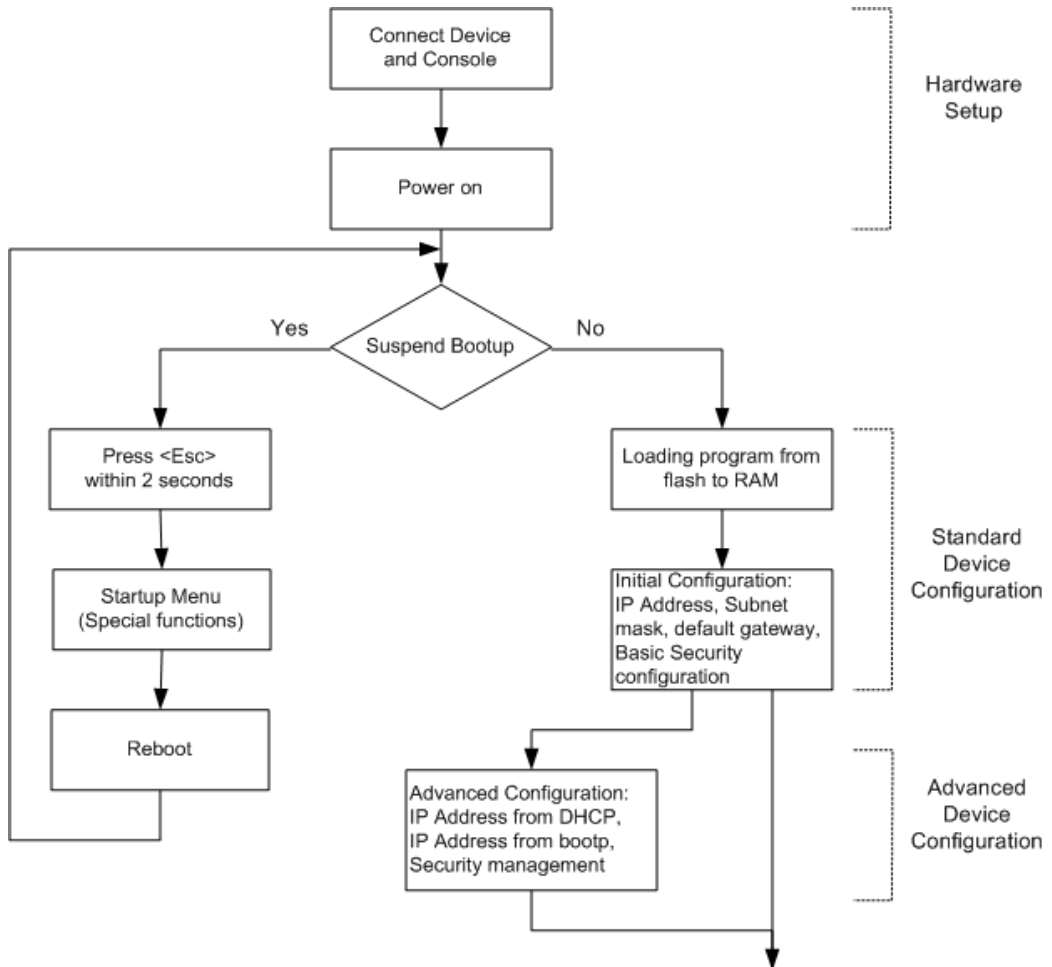 Connect Device
and Console
Hardware
Setup
Power on
Yes
No
Suspend Bootup
Press <Esc>
within 2 seconds
Loading program from
flash to RAM
Standard
Device
Configuration
Startup Menu
(Special functions)
Initial Configuration:
IP Address, Subnet
mask, default gateway,
Basic Security
configuration
Reboot
Advanced Configuration:
IP Address from DHCP,
IP Address from bootp,
Security management
Advanced
Device
Configuration